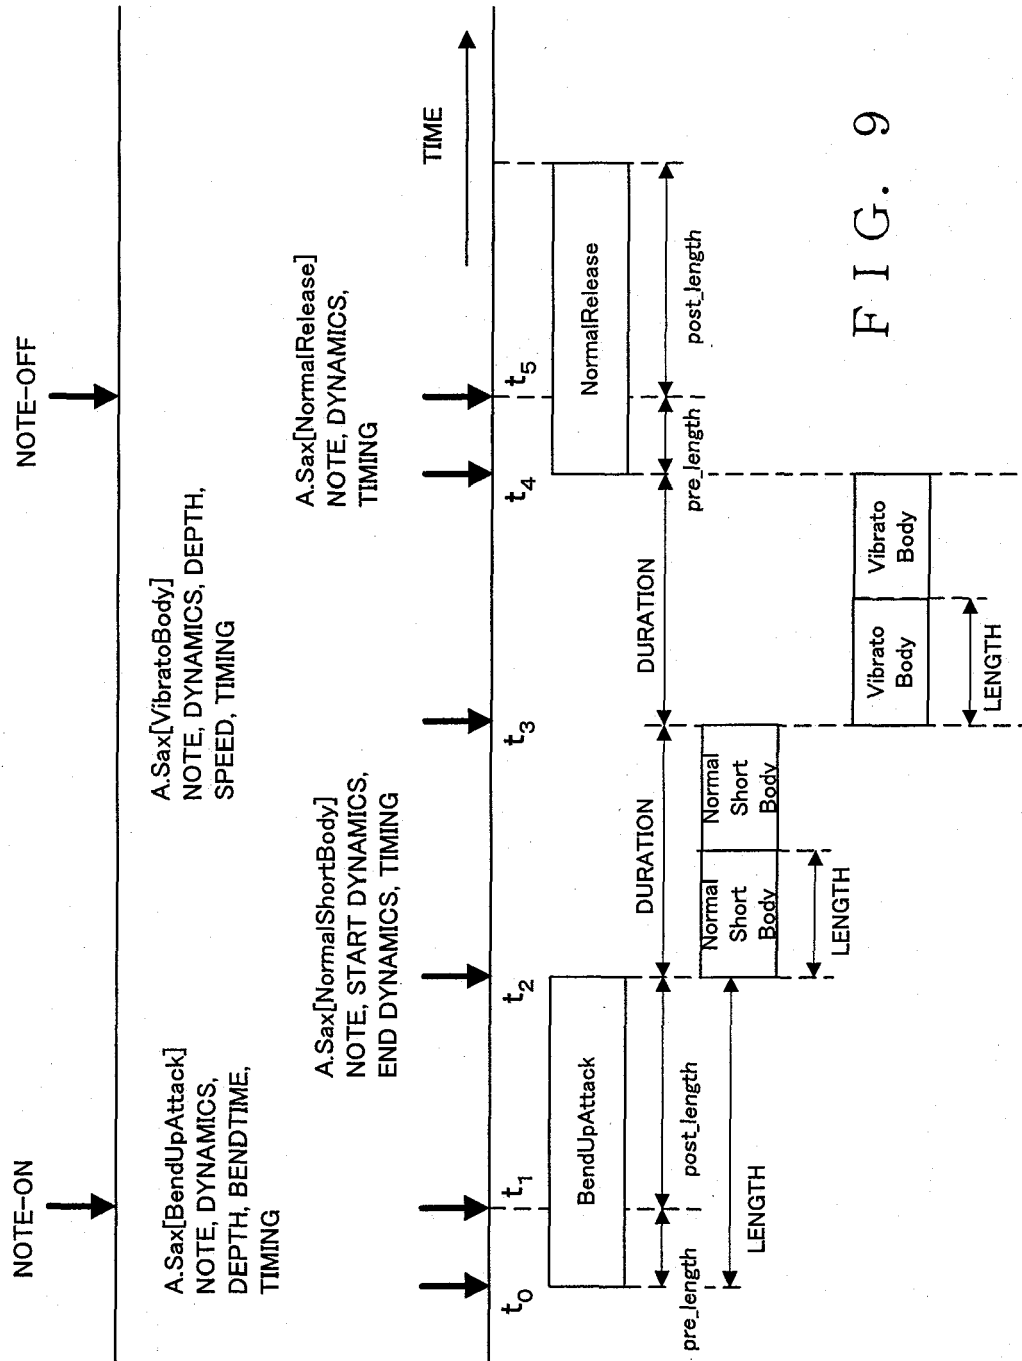 NOTE-ON
NOTE-OFF
A.Sax[BendUpAttack]
NOTE, DYNAMICS,
DEPTH, BENDTIME,
TIMING
A.Sax[VibratoBody]
NOTE, DYNAMICS, DEPTH,
SPEED, TIMING
A.Sax[NormalShortBody]
NOTE, START DYNAMICS,
END DYNAMICS, TIMING
A.Sax[NormalRelease]
NOTE, DYNAMICS,
TIMING
TIME
t0
t1
t2
t3
t4
t5
BendUpAttack
NormalRelease
DURATION
DURATION
pre_length
post_length
pre_length
post_length
LENGTH
Normal
Short
Body
Normal
Short
Body
LENGTH
Vibrato
Body
Vibrato
Body
LENGTH
FIG. 9